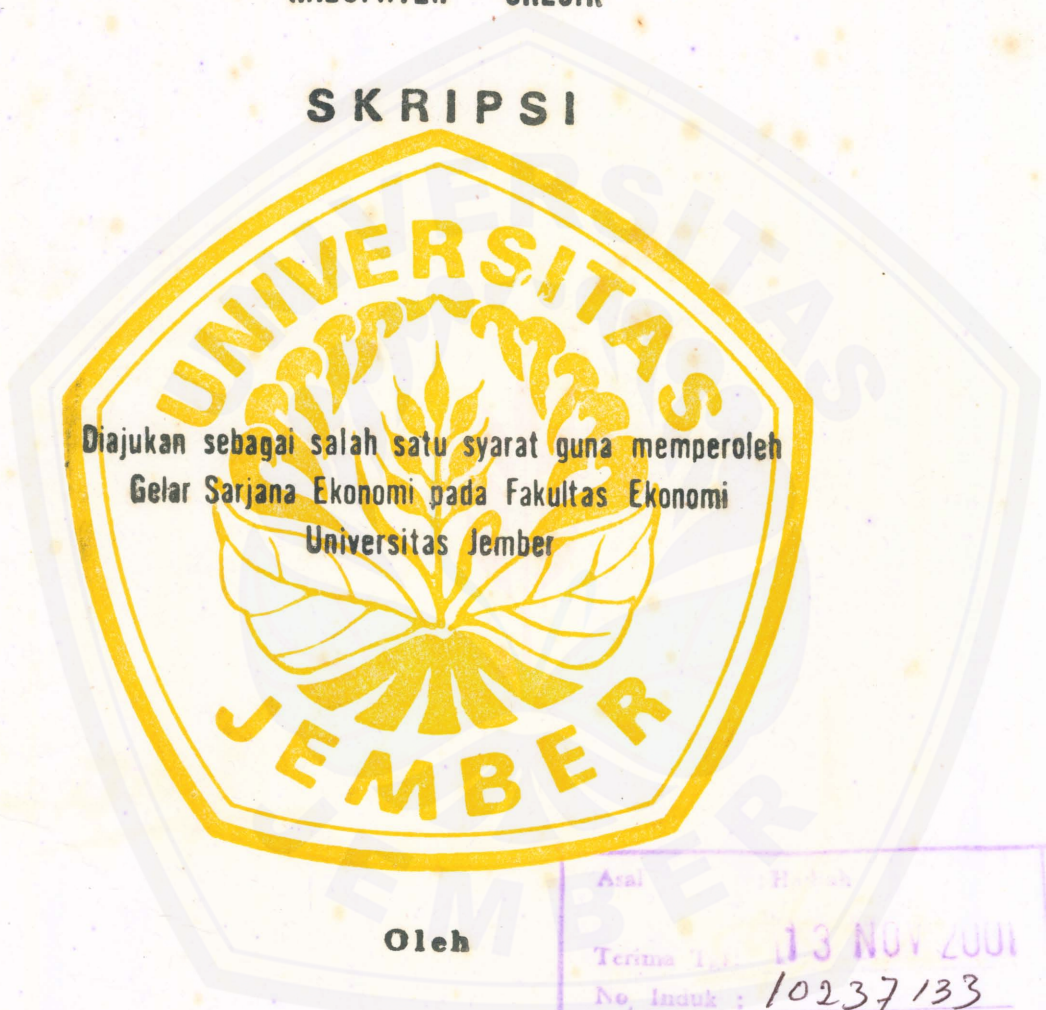 SKRIPSI
UNIVERSITAS
Diajukan sebagai salah satu syarat guna memperoleh
Gelar Sarjana Ekonomi pada Fakultas Ekonomi
Universitas Jember
JEMBER
Oleh
Asal :
Terima Tgl: 13 NOV 2001
No. Induk : 10237133